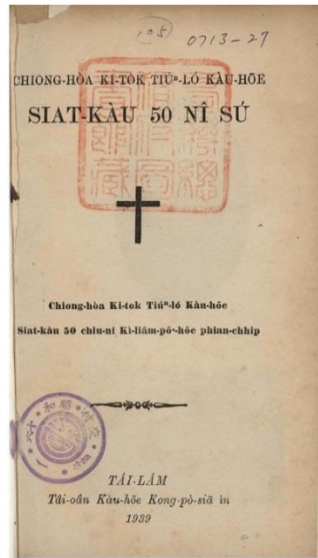 105
0713-27
CHIONG-HÒA KI-TOK TIÚⁿ-LÓ KÀU-HŌE
SIAT-KÀU 50 NÎ SÚ
Chiong-hòa Ki-tok Tiúⁿ-ló Kàu-hōe
Siat-kàu 50 chiu-nî Kì-liām-pō͘-hōe phian-chhip
TÂI-LÂM
Tâi-oân Kàu-hōe Kong-pò-siā ìn
1939